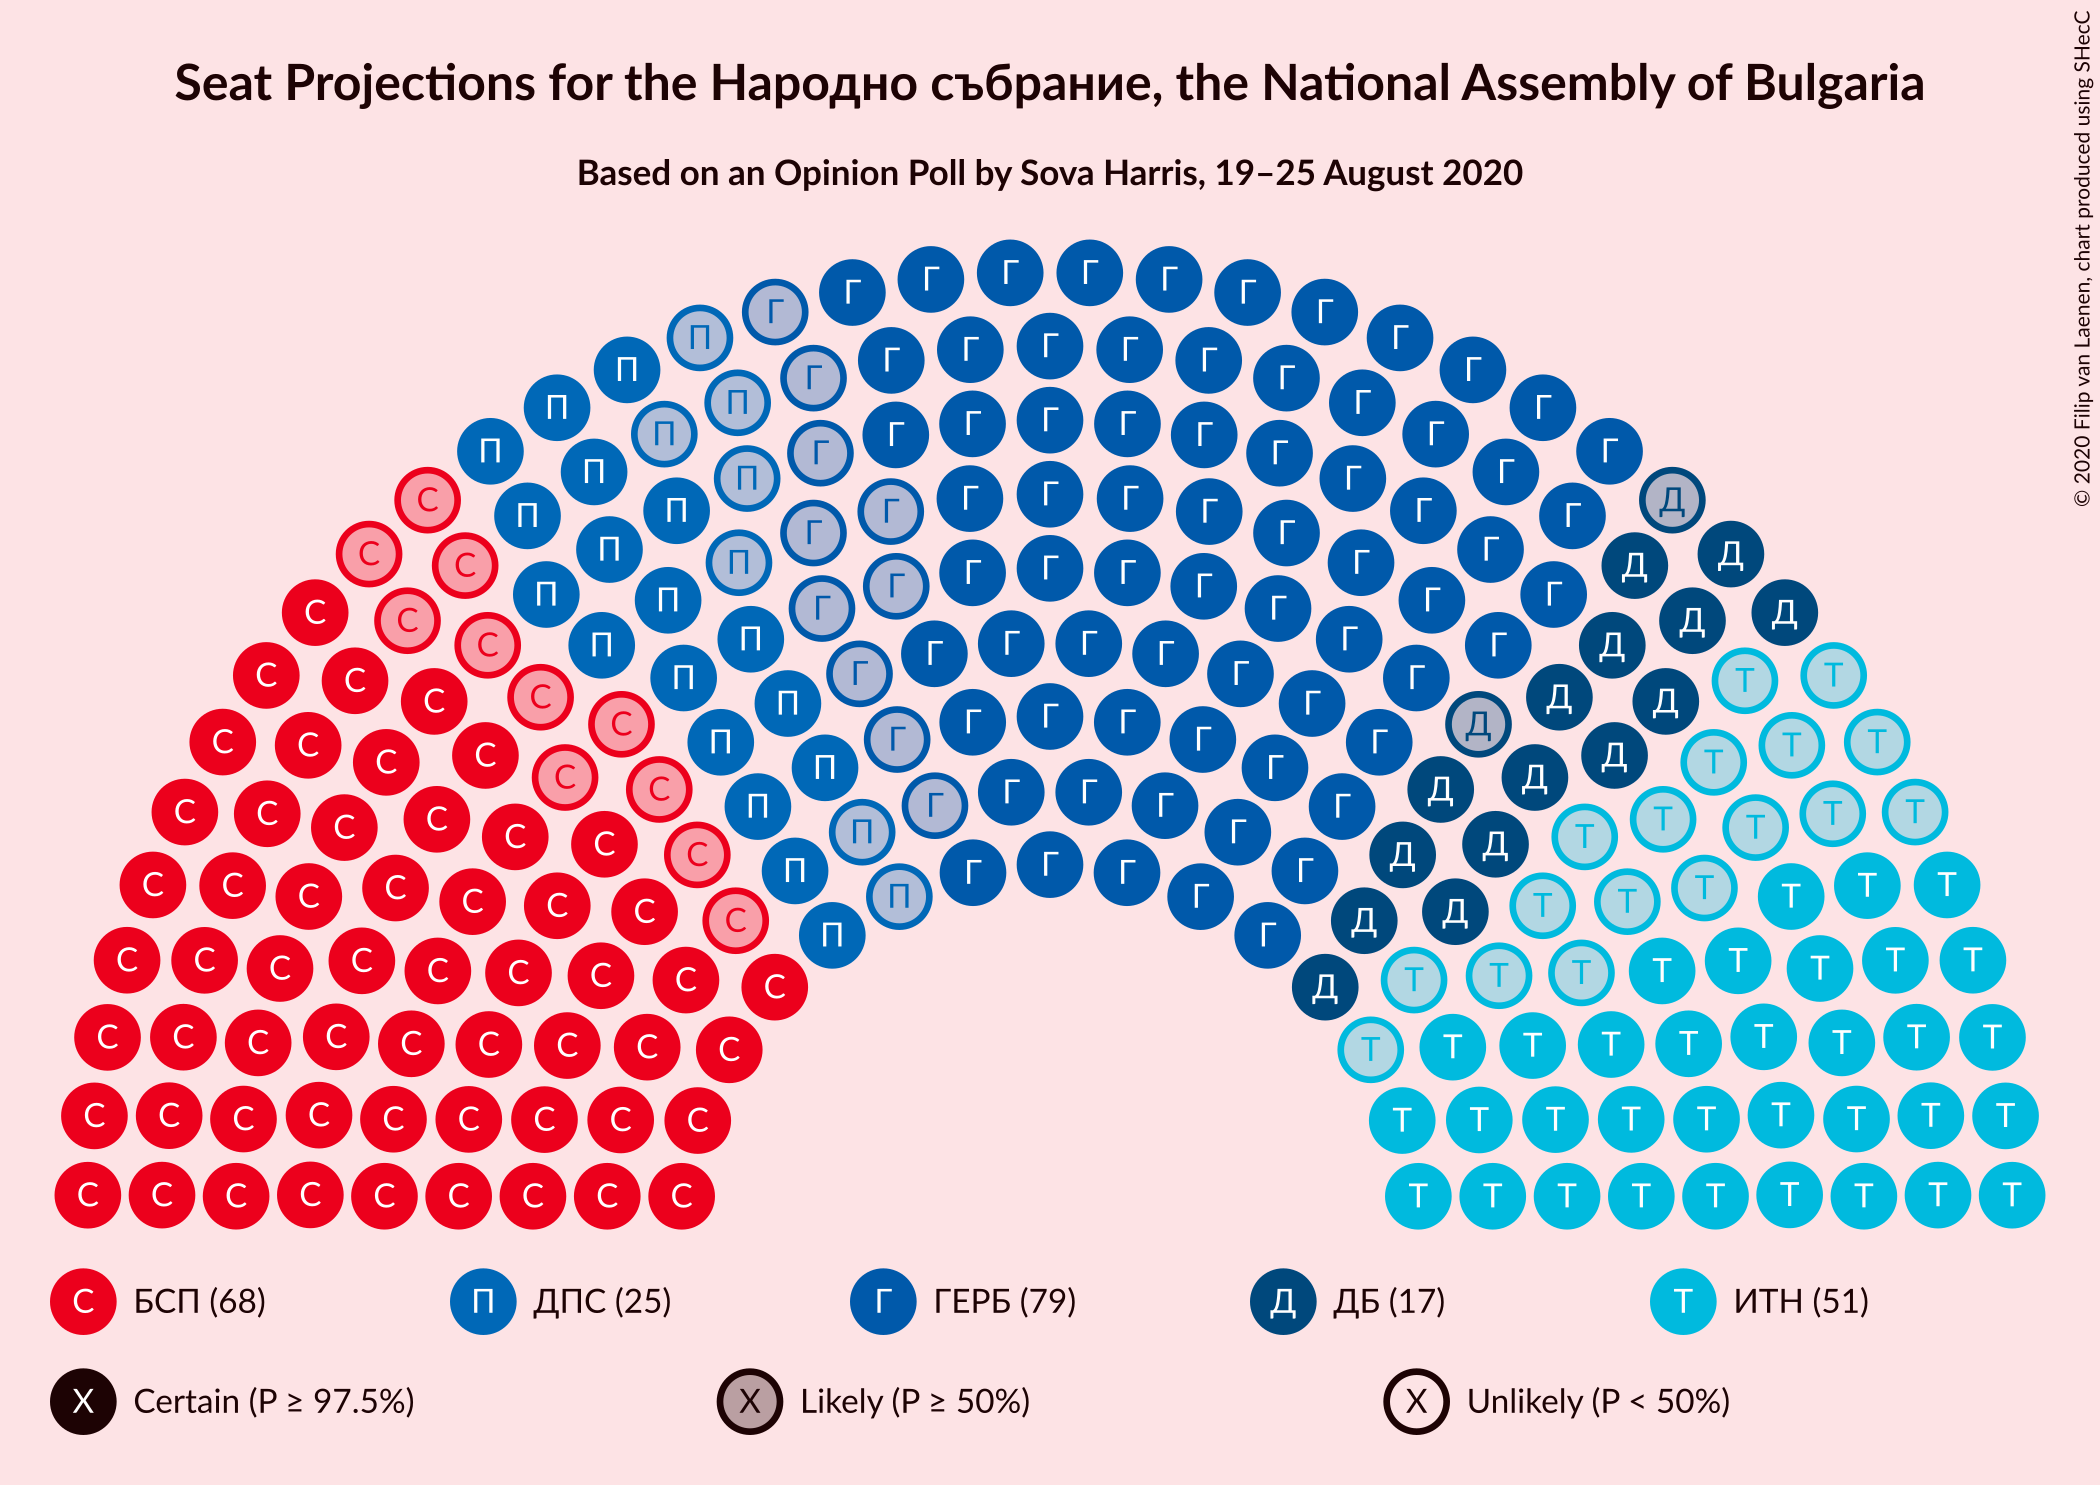 Seat Projections for the Народно събрание, the National Assembly of Bulgaria
Based on an Opinion Poll by Sova Harris, 19–25 August 2020
© 2020 Filip van Laenen, chart produced using SHecC
С БСП (68) П ДПС (25) Г ГЕРБ (79) Д ДБ (17) Т ИТН (51)
X Certain (P ≥ 97.5%) X Likely (P ≥ 50%) X Unlikely (P < 50%)